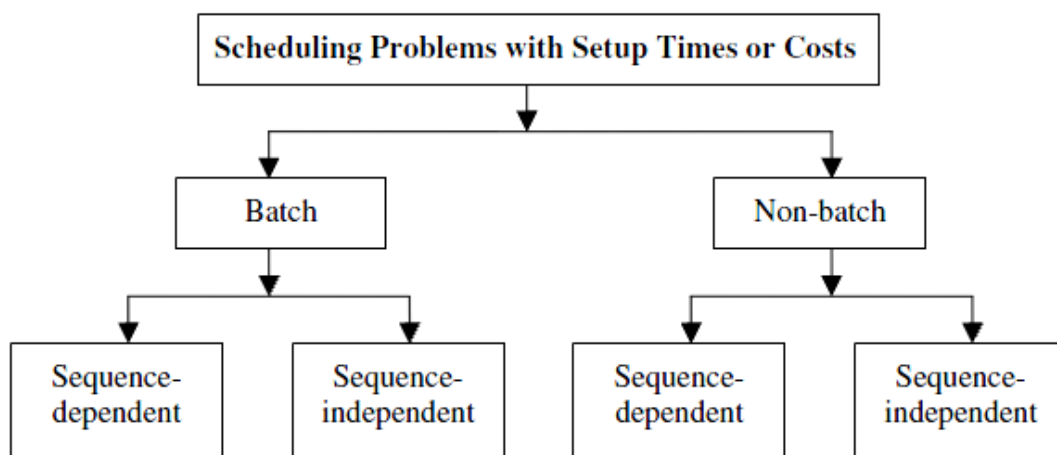 Scheduling Problems with Setup Times or Costs
Batch
Non-batch
Sequence-
dependent
Sequence-
independent
Sequence-
dependent
Sequence-
independent